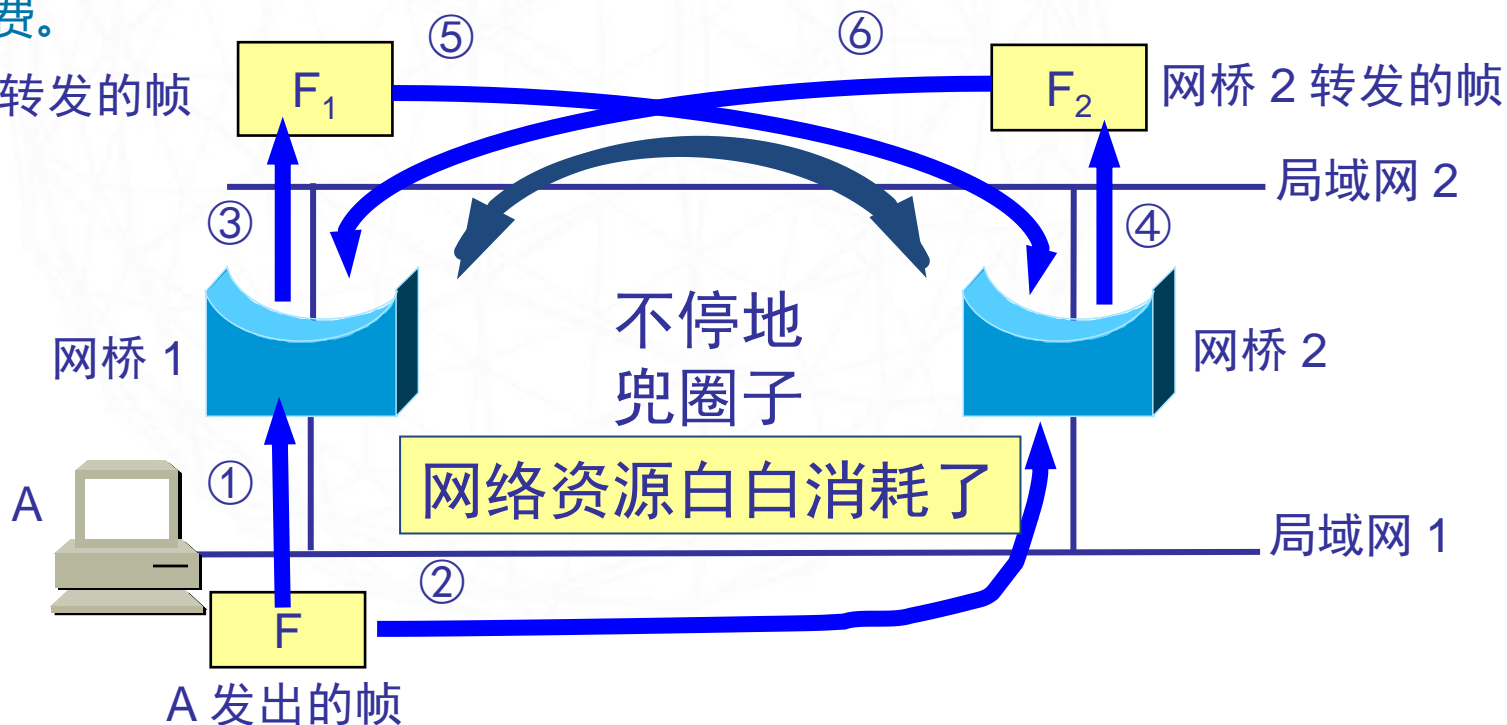 费。
⑤
⑥
转发的帧
F₁
F₂
网桥 2 转发的帧
局域网 2
③
④
不停地
兜圈子
网桥 1
网桥 2
网络资源白白消耗了
A
①
局域网 1
②
F
A 发出的帧